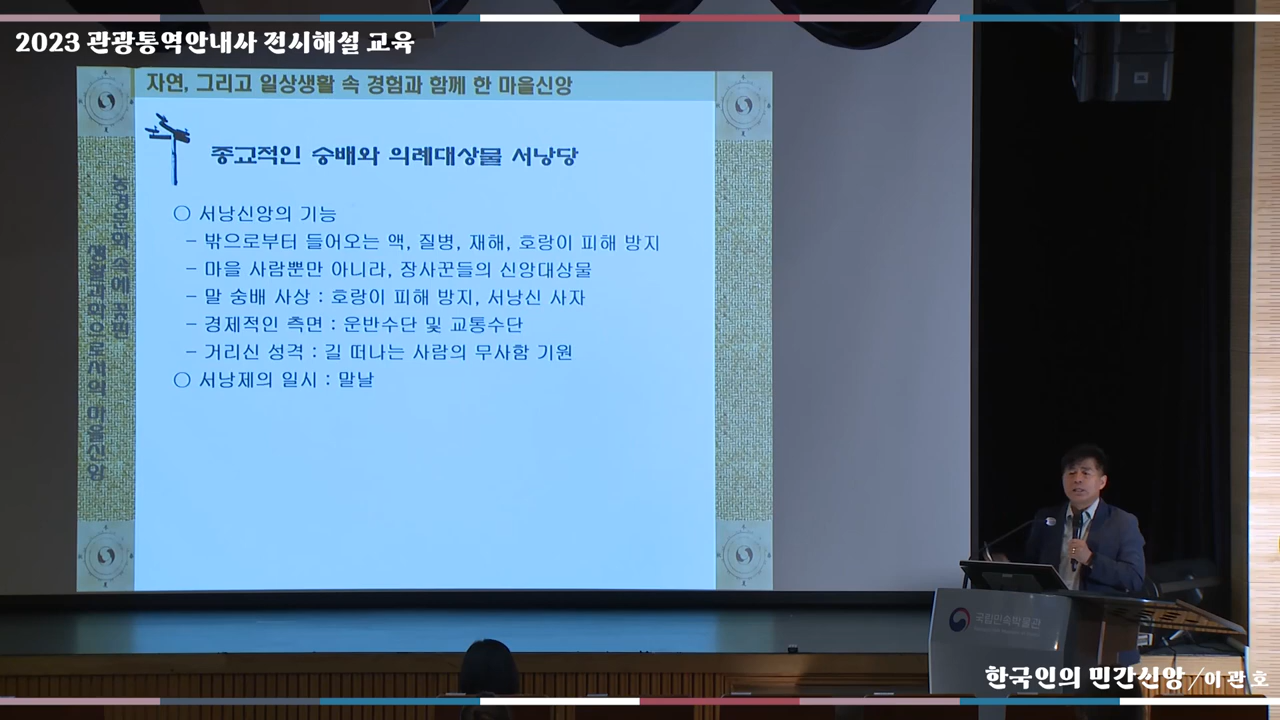 2023 관광통역안내사 전시해설 교육
자연, 그리고 일상생활 속 경험과 함께 한 마을신앙
종교적인 숭배와 의례대상물 서낭당
○ 서낭신앙의 기능
– 밖으로부터 들어오는 액, 질병, 재해, 호랑이 피해 방지
– 마을 사람뿐만 아니라, 장사꾼들의 신앙대상물
– 말 숭배 사상 : 호랑이 피해 방지, 서낭신 사자
– 경제적인 측면 : 운반수단 및 교통수단
– 거리신 성격 : 길 떠나는 사람의 무사함 기원
○ 서낭제의 일시 : 말날
국립민속박물관
한국인의 민간신앙 / 이관호